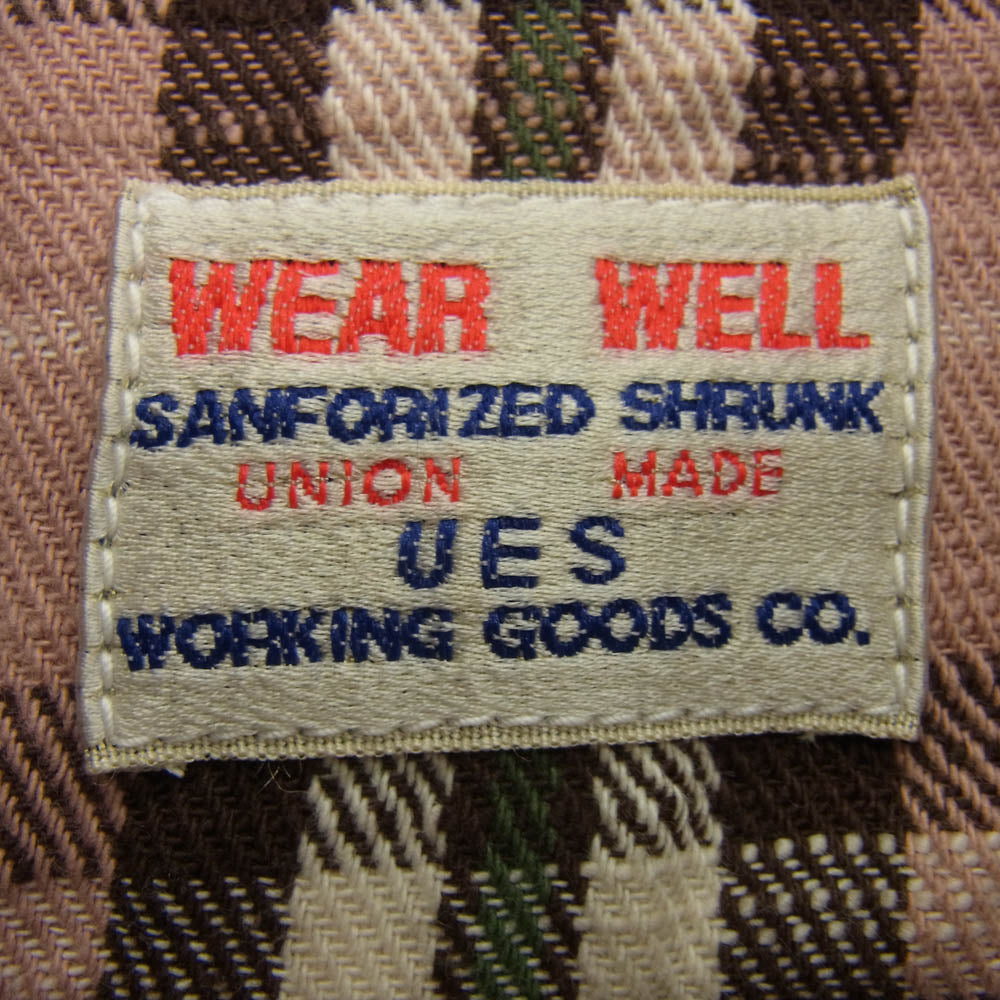 WEAR WELL
SANFORIZED SHRUNK
UNION MADE
UES
WORKING GOODS CO.